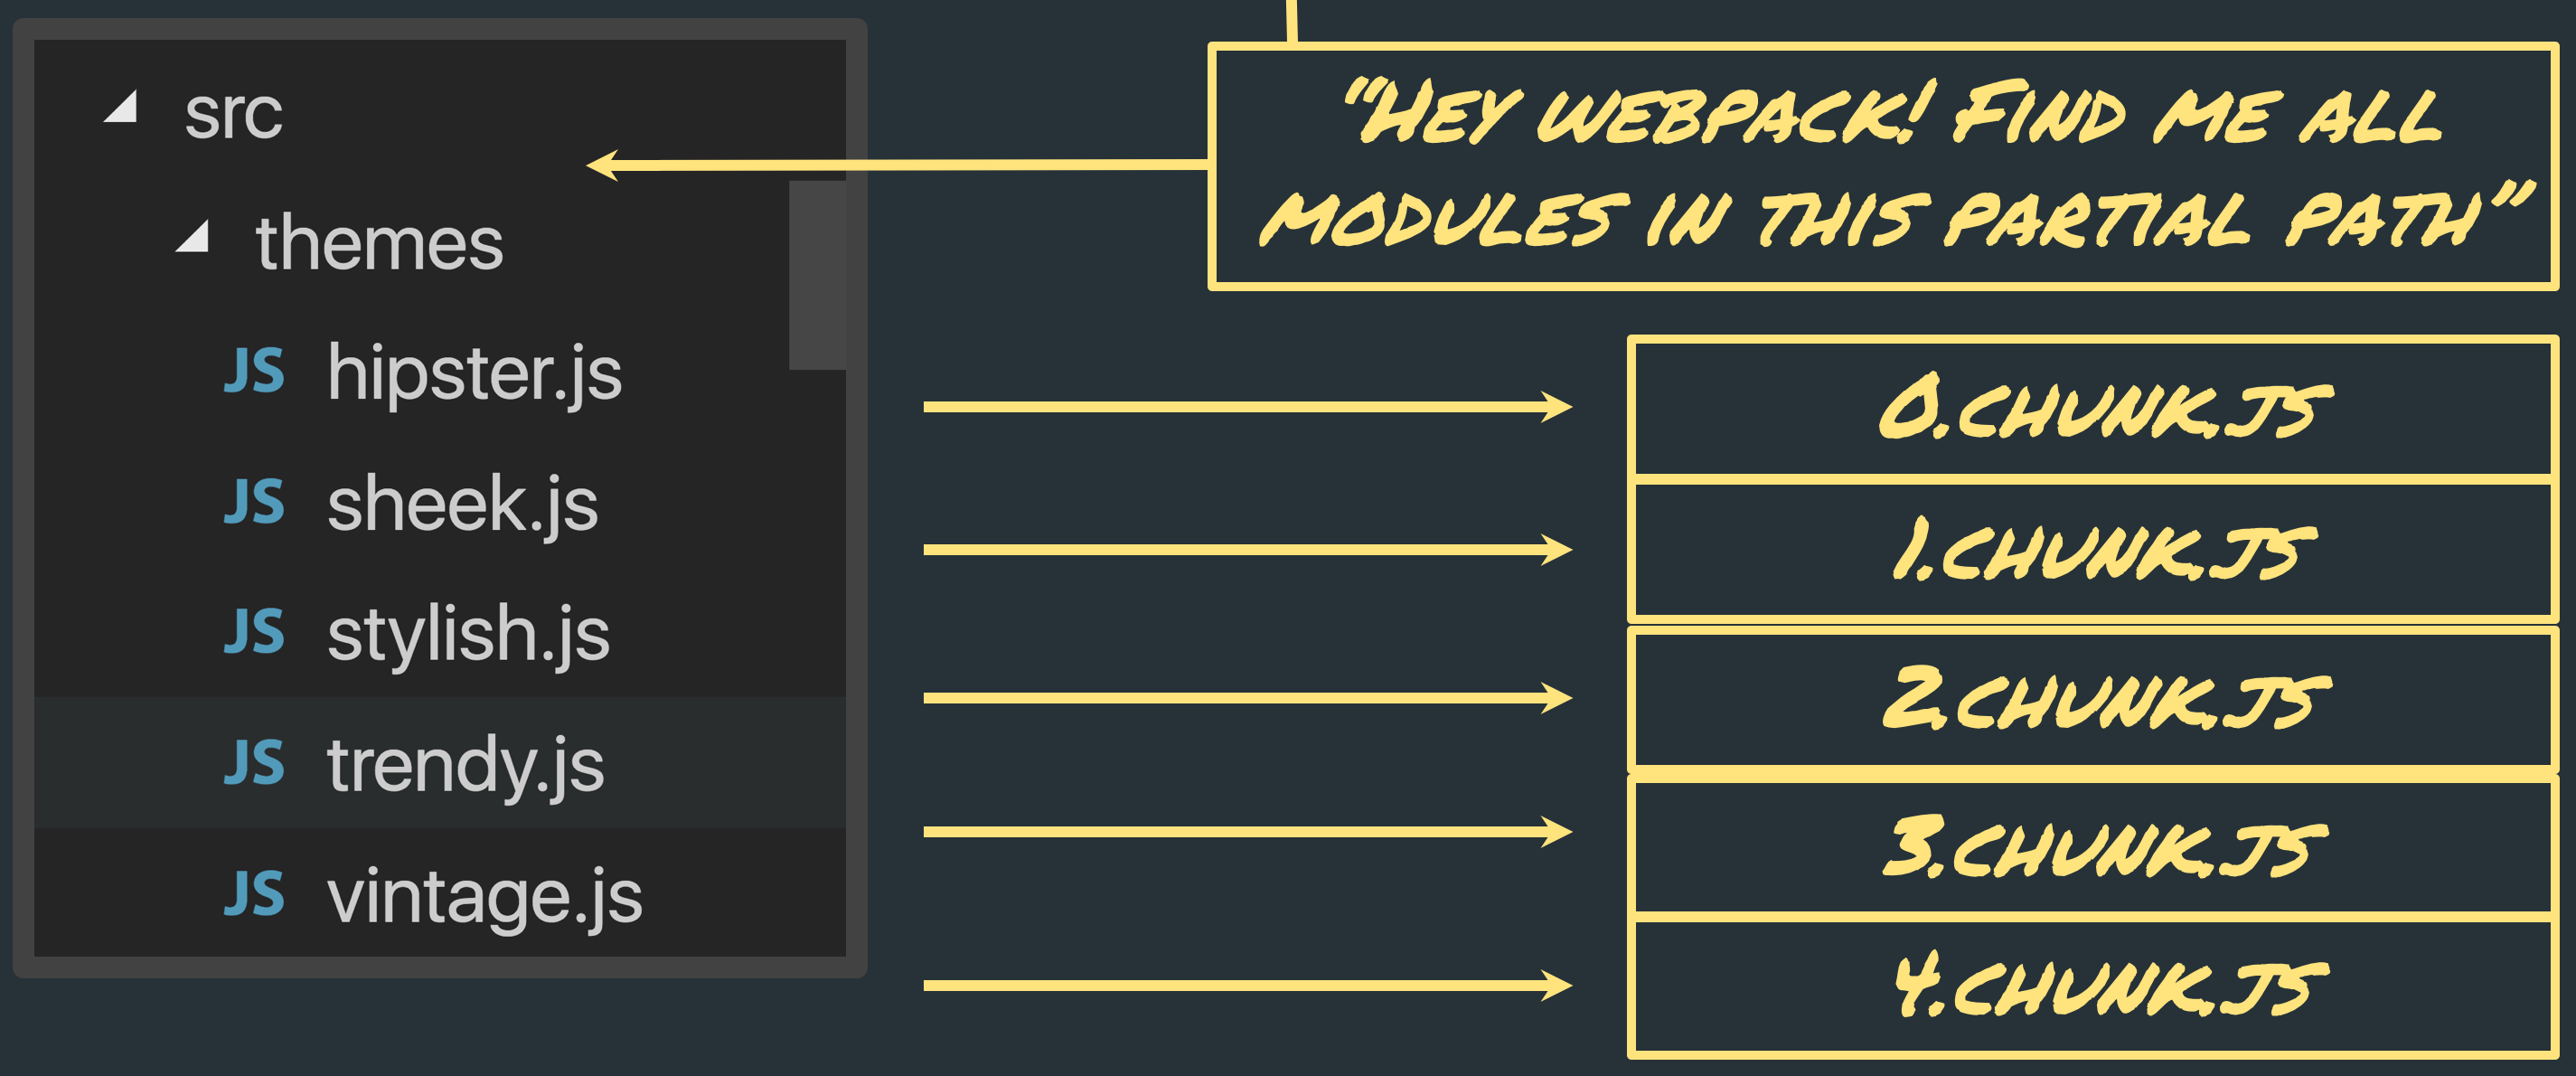 src
themes
JS hipster.js
JS sheek.js
JS stylish.js
JS trendy.js
JS vintage.js
“Hey webpack! Find me all
modules in this partial path”
0.chunk.js
1.chunk.js
2.chunk.js
3.chunk.js
4.chunk.js